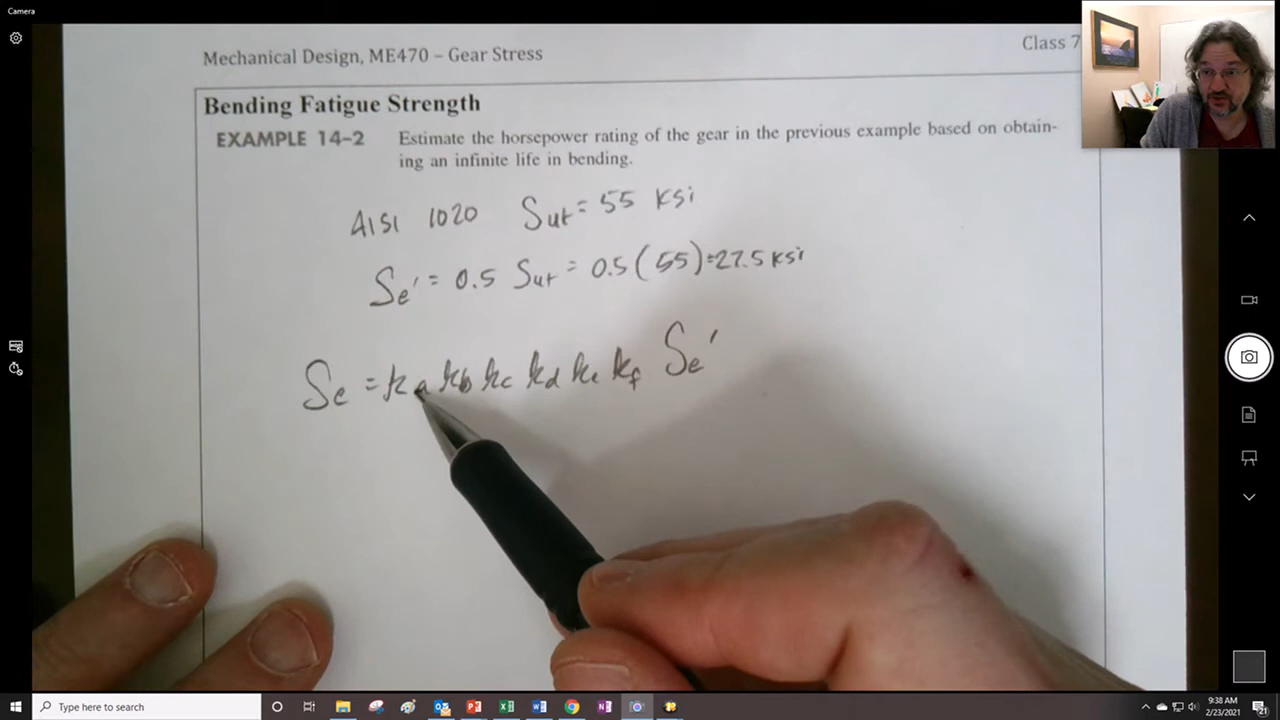 Camera
Mechanical Design, ME470 – Gear Stress
Class 7
Bending Fatigue Strength
EXAMPLE 14–2 Estimate the horsepower rating of the gear in the previous example based on obtain-
ing an infinite life in bending.
AISI 1020 Sut = 55 ksi
Se' = 0.5 Sut = 0.5 (55) = 27.5 ksi
Se = ka kb kc kd ke kf Se'
Type here to search
9:38 AM
2/23/2021
21